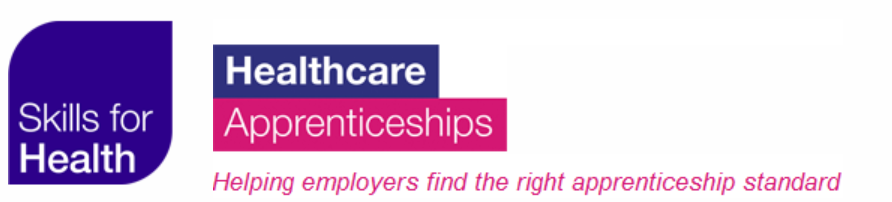 Skills for
Health
Healthcare
Apprenticeships
Helping employers find the right apprenticeship standard